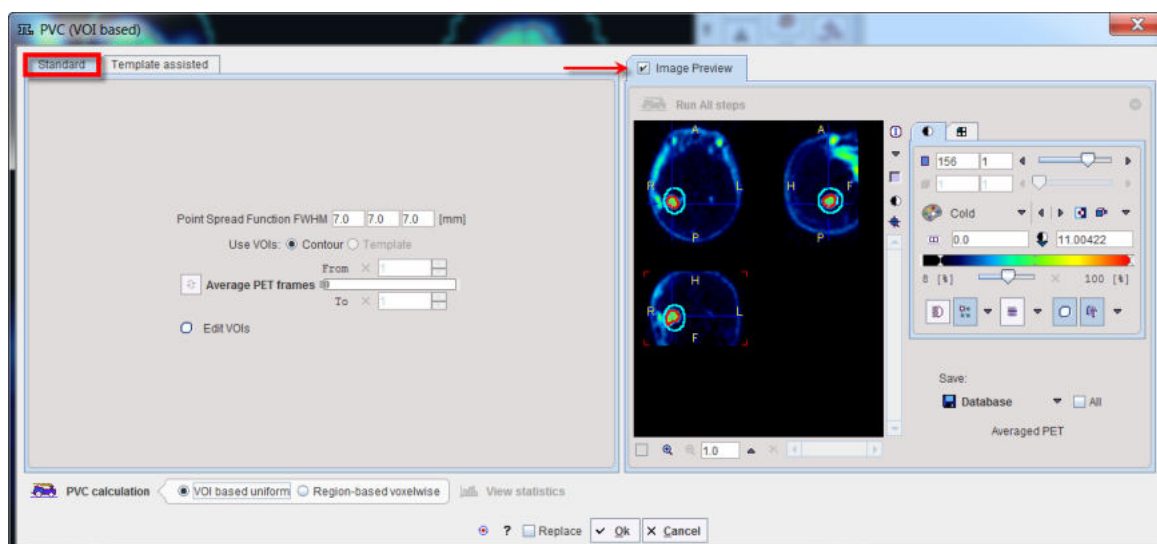 PVC (VOI based)
Standard Template assisted
Image Preview
Run All steps
A A
R L H F
P P
H
R L
F
156 1
1 1
Cold
0.0 11.00422
[%] 100 [%]
Point Spread Function FWHM 7.0 7.0 7.0 [mm]
Use VOIs: Contour Template
From 1
Average PET frames
To 1
Edit VOIs
Save:
Database All
Averaged PET
1.0
PVC calculation VOI based uniform Region-based voxelwise View statistics
? Replace Ok Cancel